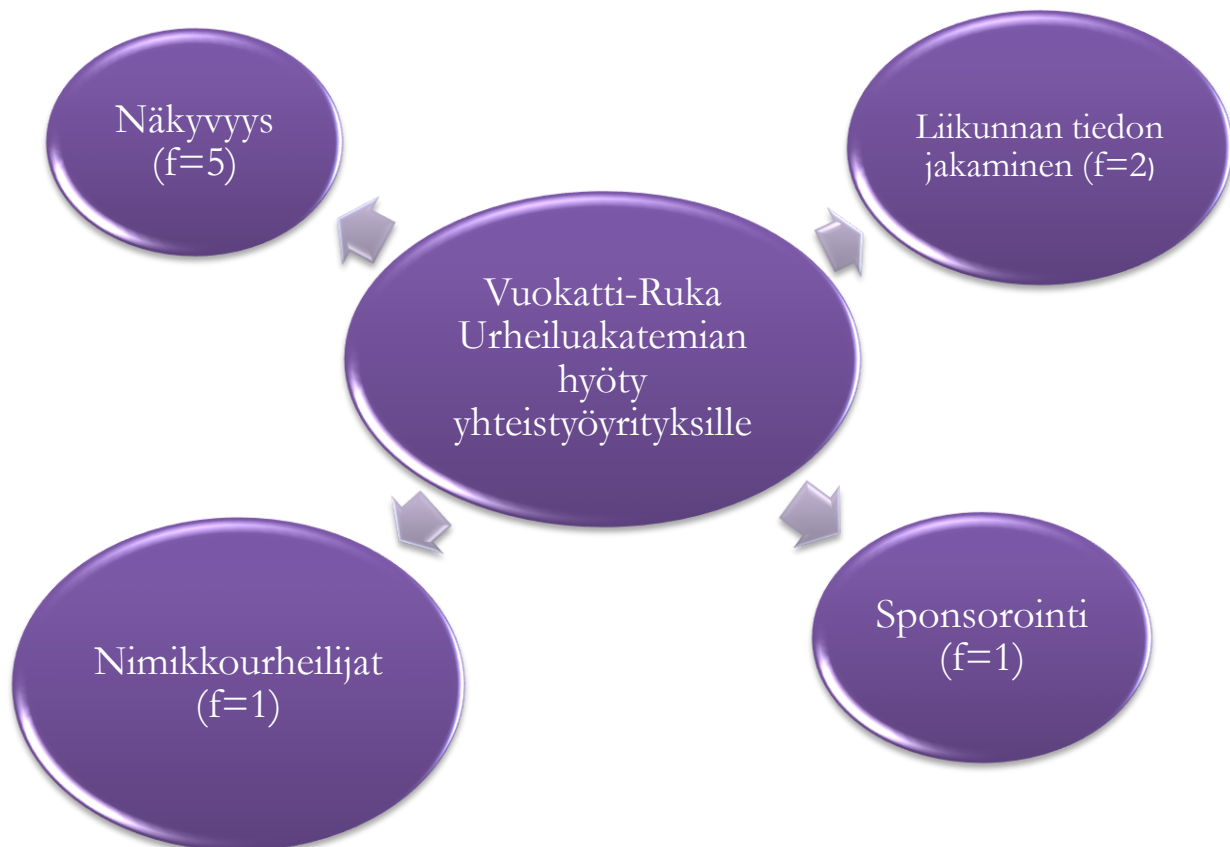 Näkyvyys
(f=5)
Liikunnan tiedon
jakaminen (f=2)
Vuokatti-Ruka
Urheiluakatemian
hyöty
yhteistyöyrityksille
Nimikkourheilijat
(f=1)
Sponsorointi
(f=1)